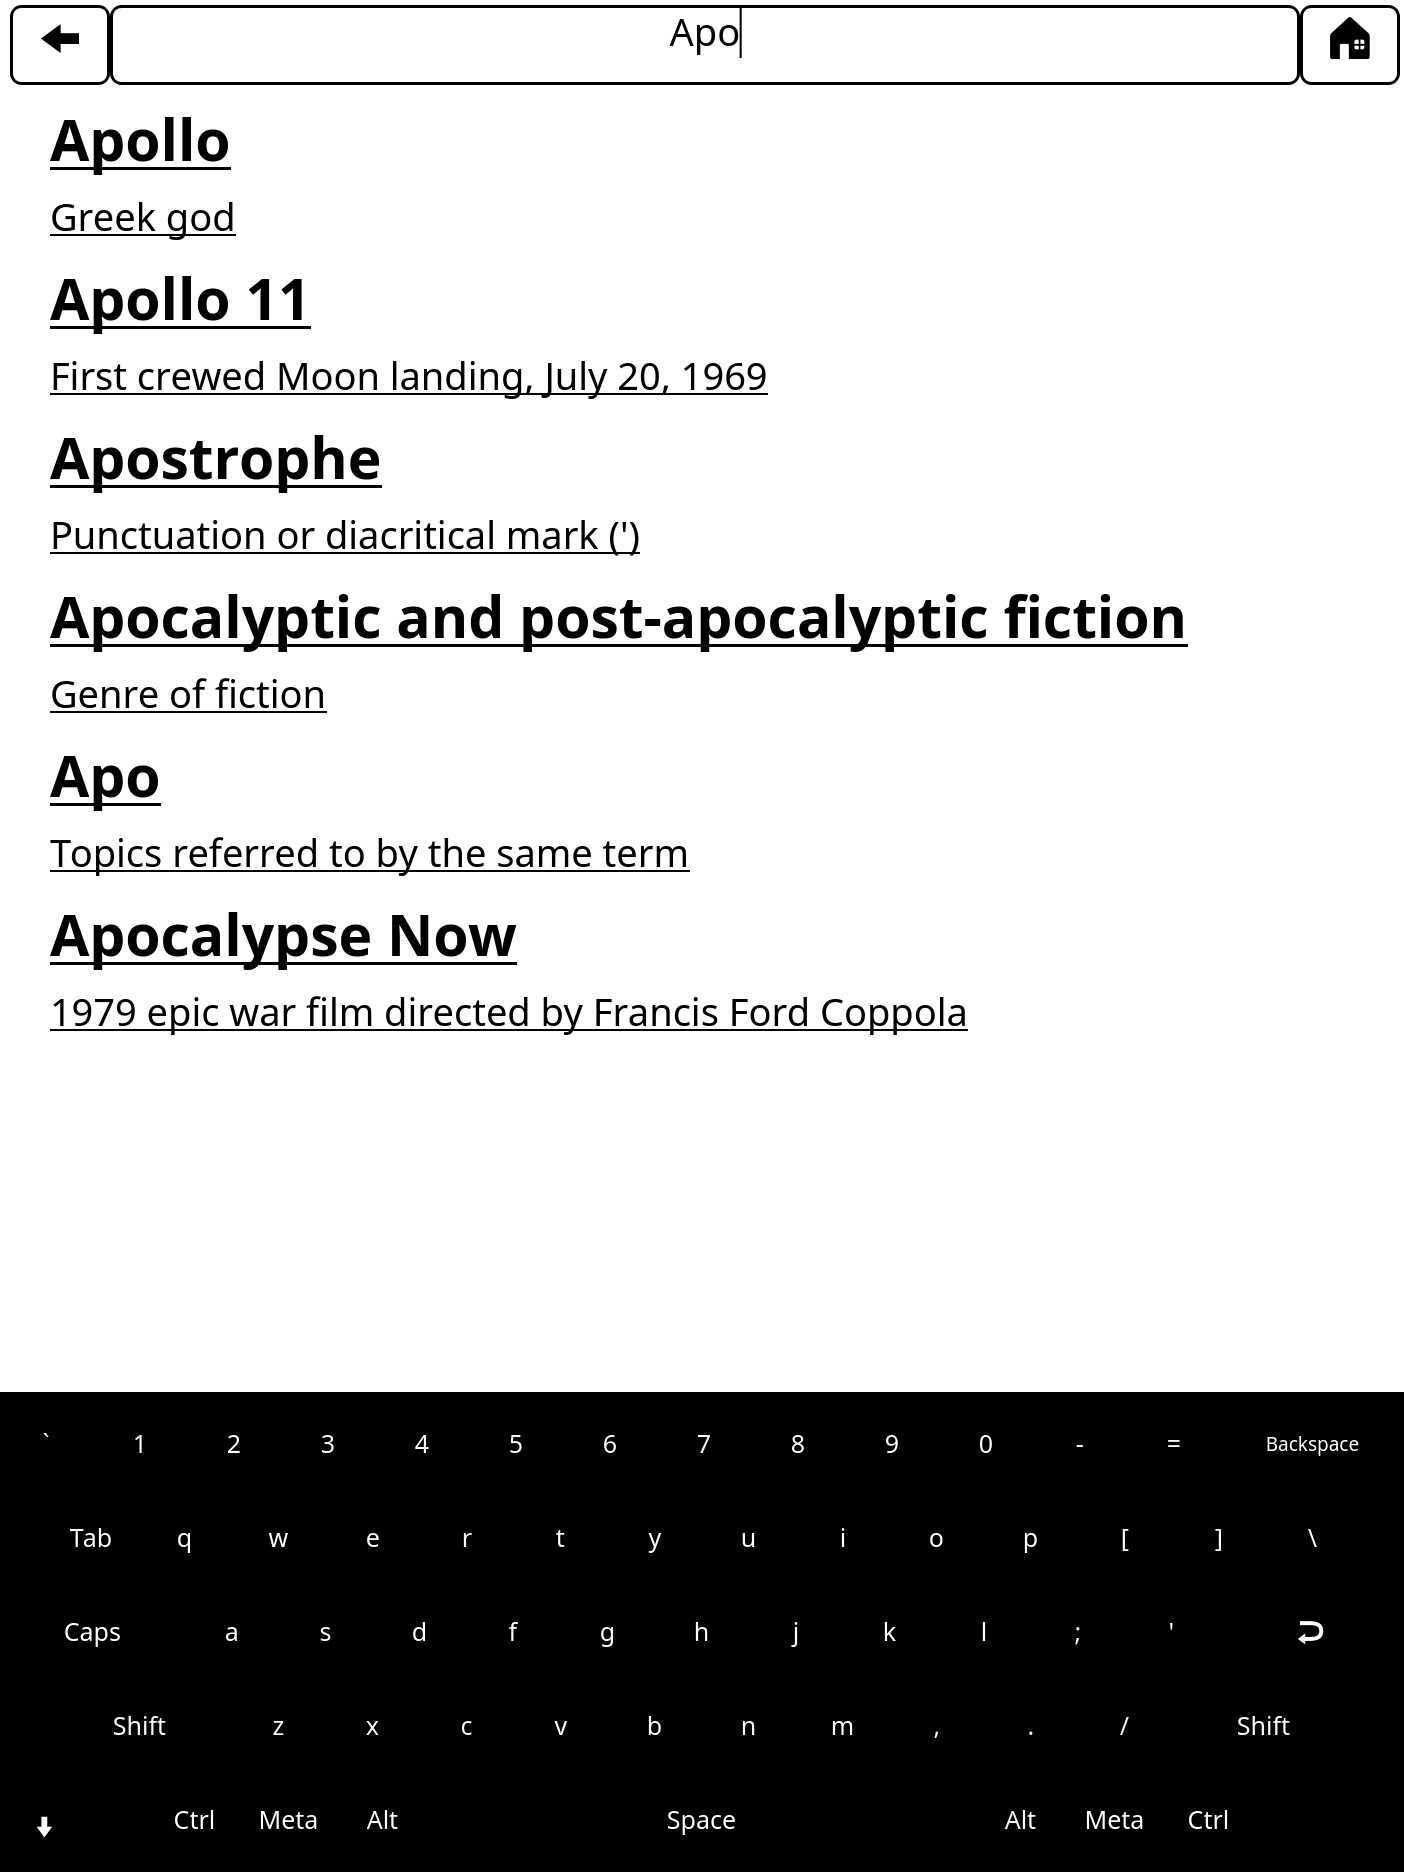 Apo
Apollo
Greek god
Apollo 11
First crewed Moon landing, July 20, 1969
Apostrophe
Punctuation or diacritical mark (')
Apocalyptic and post-apocalyptic fiction
Genre of fiction
Apo
Topics referred to by the same term
Apocalypse Now
1979 epic war film directed by Francis Ford Coppola
` 1 2 3 4 5 6 7 8 9 0 - = Backspace
Tab q w e r t y u i o p [ ] \
Caps a s d f g h j k l ; '
Shift z x c v b n m , . / Shift
Ctrl Meta Alt Space Alt Meta Ctrl